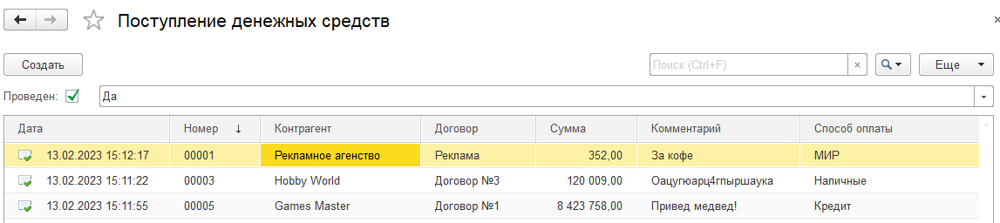 Поступление денежных средств
Создать Поиск (Ctrl+F) × Еще
Проведен: Да
Дата Номер ↓ Контрагент Договор Сумма Комментарий Способ оплаты
13.02.2023 15:12:17 00001 Рекламное агенство Реклама 352,00 За кофе МИР
13.02.2023 15:11:22 00003 Hobby World Договор №3 120 009,00 Оацугюарц4гпыршаука Наличные
13.02.2023 15:11:55 00005 Games Master Договор №1 8 423 758,00 Привед медвед! Кредит